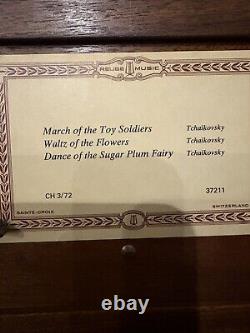 REUGE MUSIC
March of the Toy Soldiers Tchaikovsky
Waltz of the Flowers Tchaikovsky
Dance of the Sugar Plum Fairy Tchaikovsky
CH 3/72 37211
SAINTE-CROIX SWITZERLAND
ebay